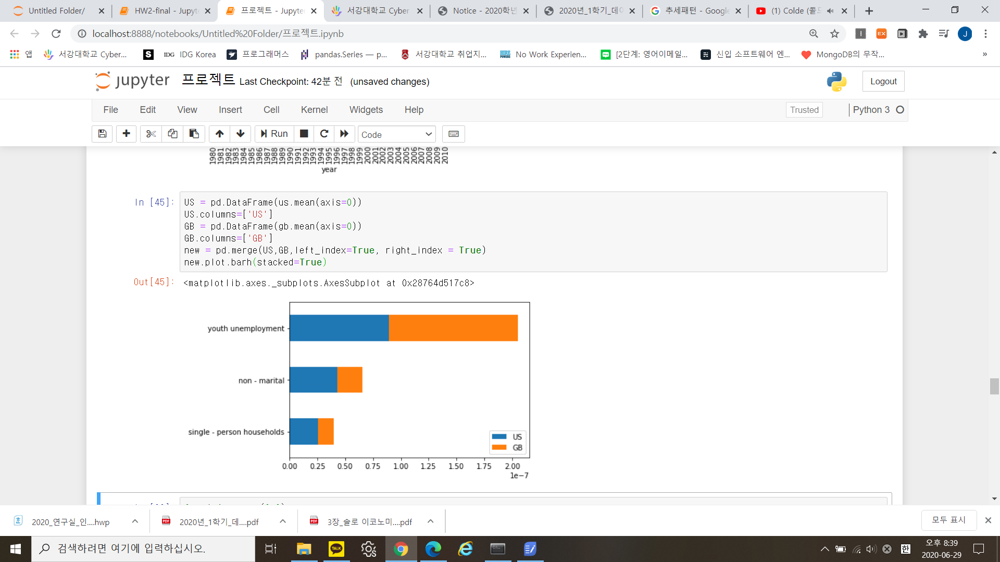 Untitled Folder/
HW2-final - Jupyt
프로젝트 - Jupyter
서강대학교 Cyber
Notice - 2020학년
2020년_1학기_데이
추세패턴 - Google
(1) Colde (콜드
localhost:8888/notebooks/Untitled%20Folder/프로젝트.ipynb
EX
J
앱
서강대학교 Cyber...
S
IDG IDG Korea
프로그래머스
pandas.Series — p...
서강대학교 취업지...
No Work Experien...
[2단계: 영어이메일...
신입 소프트웨어 엔...
MongoDB의 무작...
»
jupyter 프로젝트 Last Checkpoint: 42분 전 (unsaved changes)
Logout
File Edit View Insert Cell Kernel Widgets Help
Trusted
Python 3
Run
Code
1980 1981 1982 1983 1984 1985 1986 1987 1988 1989 1990 1991 1992 1993 1994 1995 1996 1997 1998 1999 2000 2001 2002 2003 2004 2005 2006 2007 2008 2009 2010
year
In [45]:
US = pd.DataFrame(us.mean(axis=0))
US.columns=['US']
GB = pd.DataFrame(gb.mean(axis=0))
GB.columns=['GB']
new = pd.merge(US,GB,left_index=True, right_index = True)
new.plot.barh(stacked=True)
Out[45]:
<matplotlib.axes._subplots.AxesSubplot at 0x28764d517c8>
youth unemployment
non - marital
single - person households
US
GB
0.00 0.25 0.50 0.75 1.00 1.25 1.50 1.75 2.00
1e−7
2020_연구실_인....hwp
PDF
2020년_1학기_데....pdf
PDF
3장_솔로 이코노미....pdf
모두 표시
검색하려면 여기에 입력하십시오.
TALK
한
오후 8:39
2020-06-29